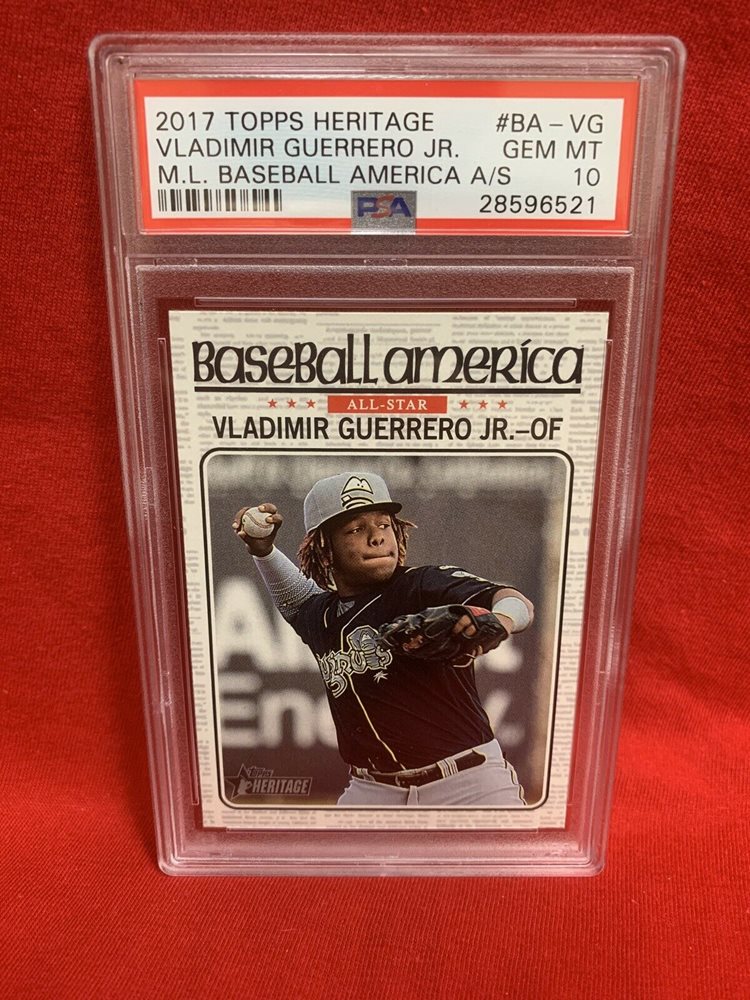 2017 TOPPS HERITAGE #BA-VG
VLADIMIR GUERRERO JR. GEM MT
M.L. BASEBALL AMERICA A/S 10
PSA 28596521
BaseBall america
ALL-STAR
VLADIMIR GUERRERO JR.–OF
Topps
HERITAGE